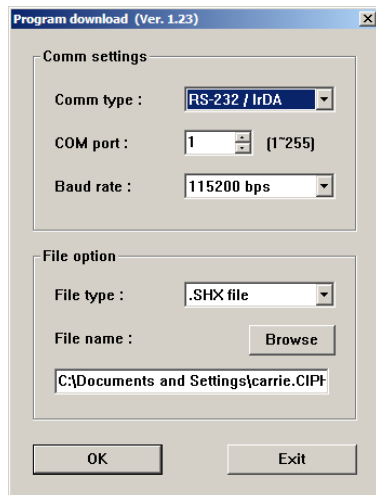 Program download (Ver. 1.23)
Comm settings
Comm type : RS-232 / IrDA
COM port : 1 (1~255)
Baud rate : 115200 bps
File option
File type : .SHX file
File name : Browse
C:\Documents and Settings\carrie.CIPH
OK Exit